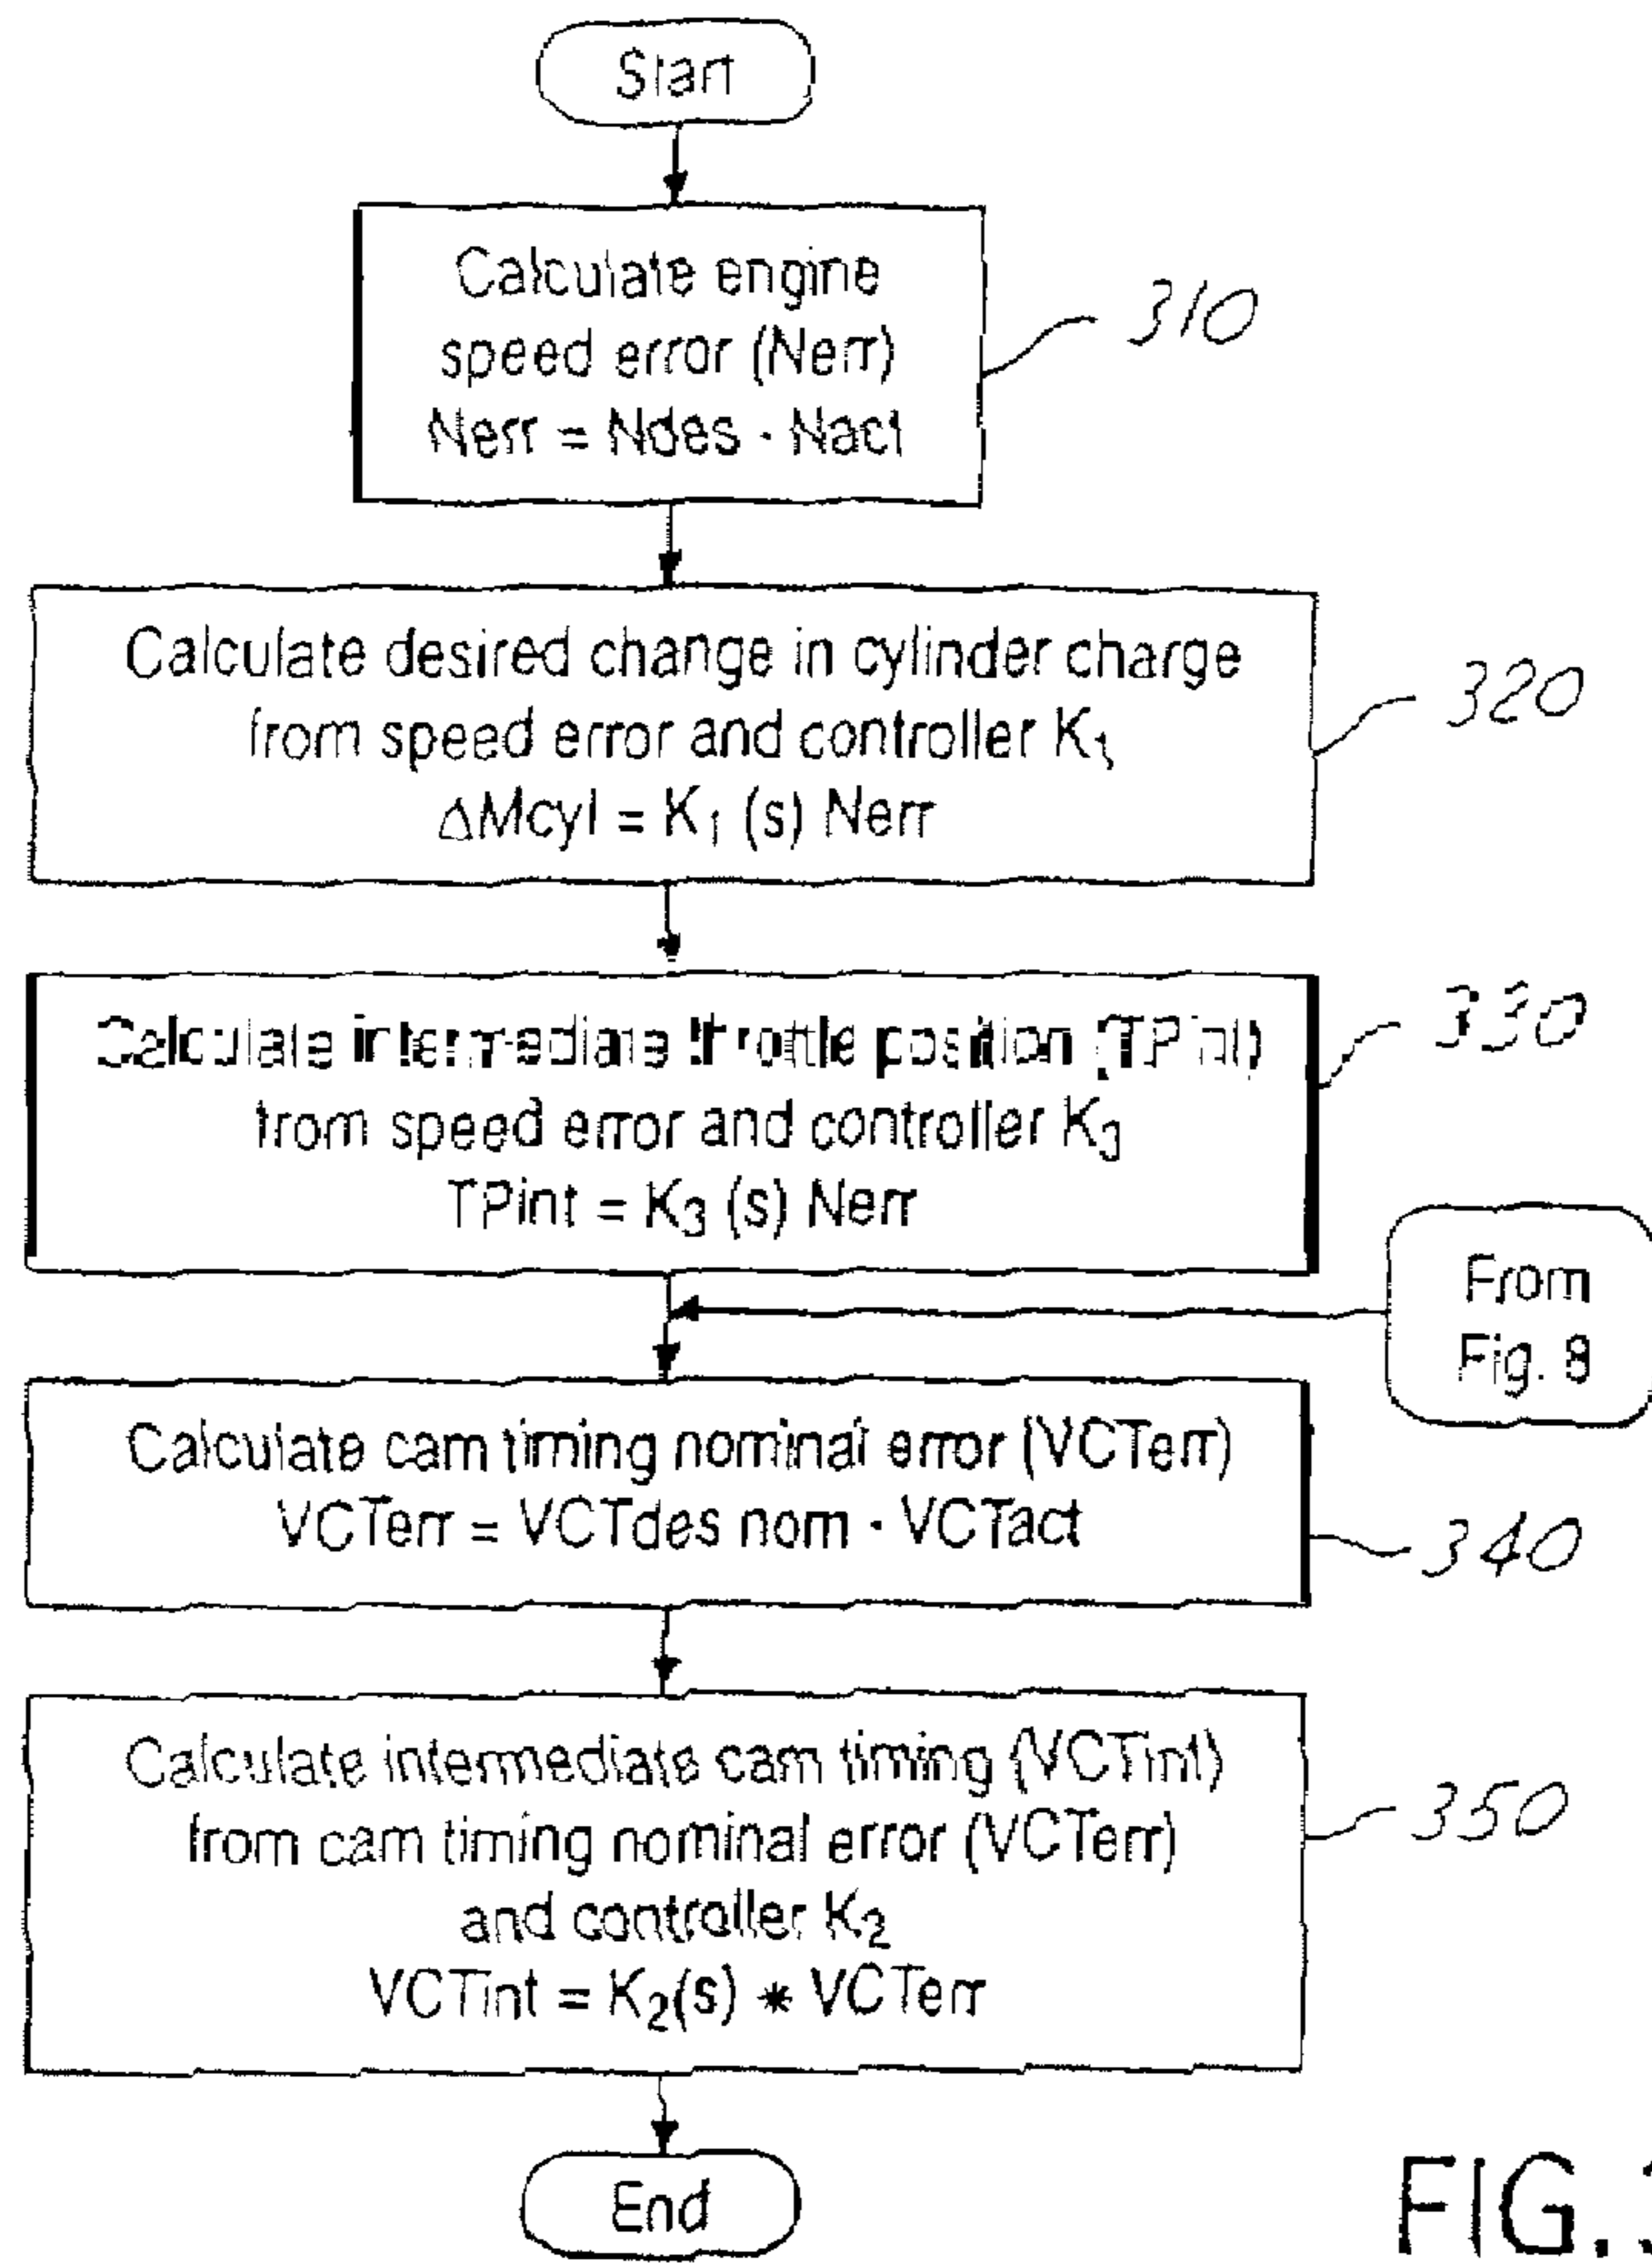 Start
Calculate engine
speed error (Nerr)
Nerr = Ndes - Nact
310
Calculate desired change in cylinder charge
from speed error and controller K₁
ΔMcyl = K₁ (s) Nerr
320
Calculate intermediate throttle position (TPint)
from speed error and controller K₃
TPint = K₃ (s) Nerr
330
From
Fig. 8
Calculate cam timing nominal error (VCTerr)
VCTerr = VCTdes nom - VCTact
340
Calculate intermediate cam timing (VCTint)
from cam timing nominal error (VCTerr)
and controller K₂
VCTint = K₂(s) * VCTerr
350
End
FIG.